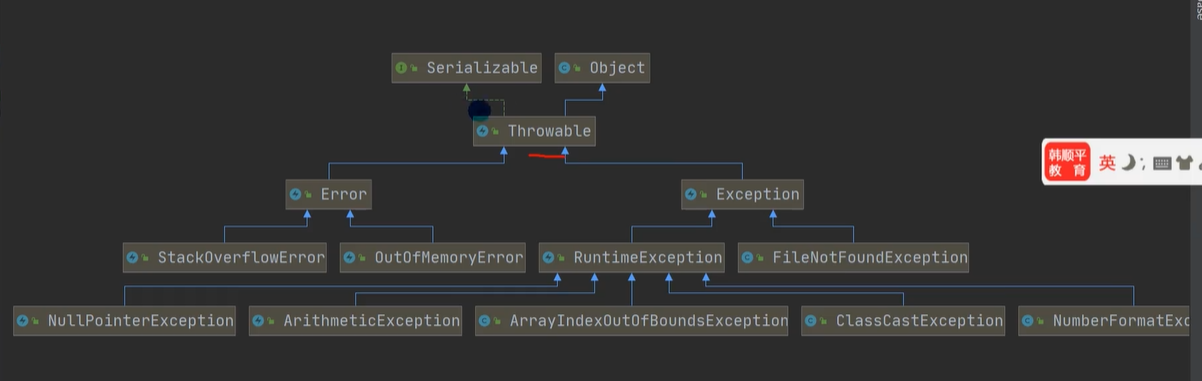 Serializable
Object
Throwable
Error
Exception
StackOverflowError
OutOfMemoryError
RuntimeException
FileNotFoundException
NullPointerException
ArithmeticException
ArrayIndexOutOfBoundsException
ClassCastException
NumberFormatExc
韩顺平
教 育
英